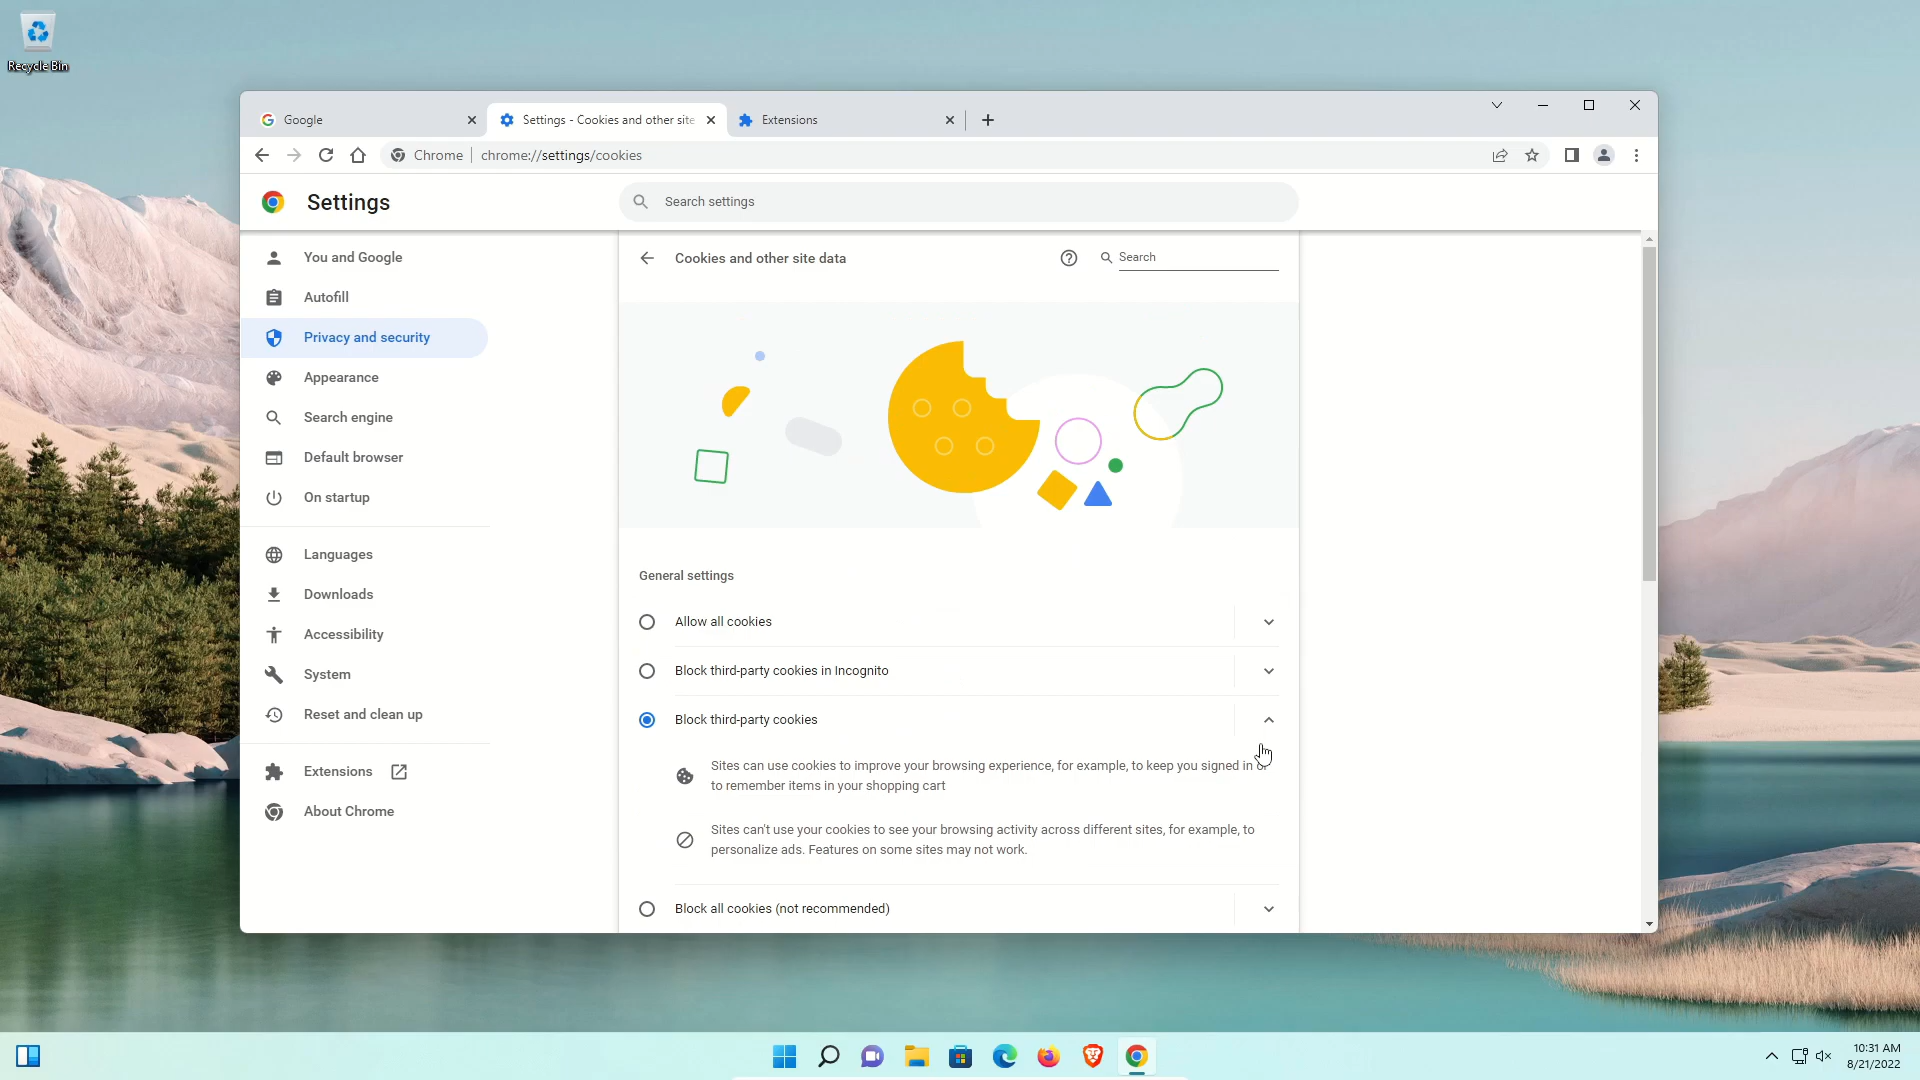 Recycle Bin
Google
Settings - Cookies and other site
Extensions
Chrome
chrome://settings/cookies
Settings
Search settings
You and Google
Autofill
Privacy and security
Appearance
Search engine
Default browser
On startup
Languages
Downloads
Accessibility
System
Reset and clean up
Extensions
About Chrome
Cookies and other site data
Search
General settings
Allow all cookies
Block third-party cookies in Incognito
Block third-party cookies
Sites can use cookies to improve your browsing experience, for example, to keep you signed in or
to remember items in your shopping cart
Sites can't use your cookies to see your browsing activity across different sites, for example, to
personalize ads. Features on some sites may not work.
Block all cookies (not recommended)
10:31 AM
8/21/2022